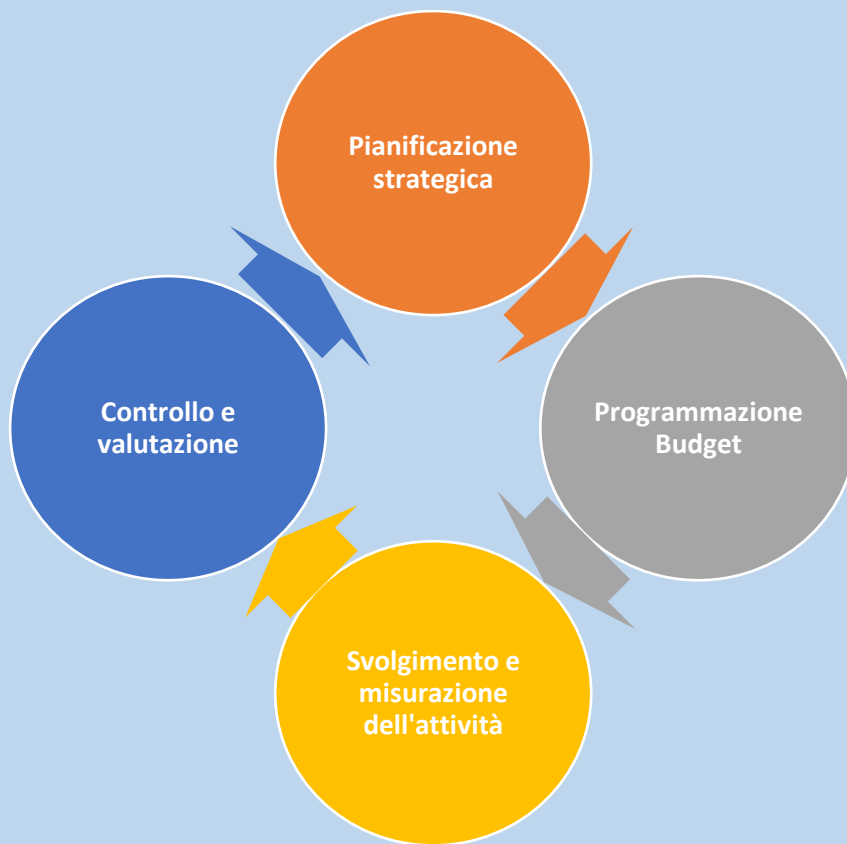 Pianificazione
strategica
Programmazione
Budget
Svolgimento e
misurazione
dell'attività
Controllo e
valutazione